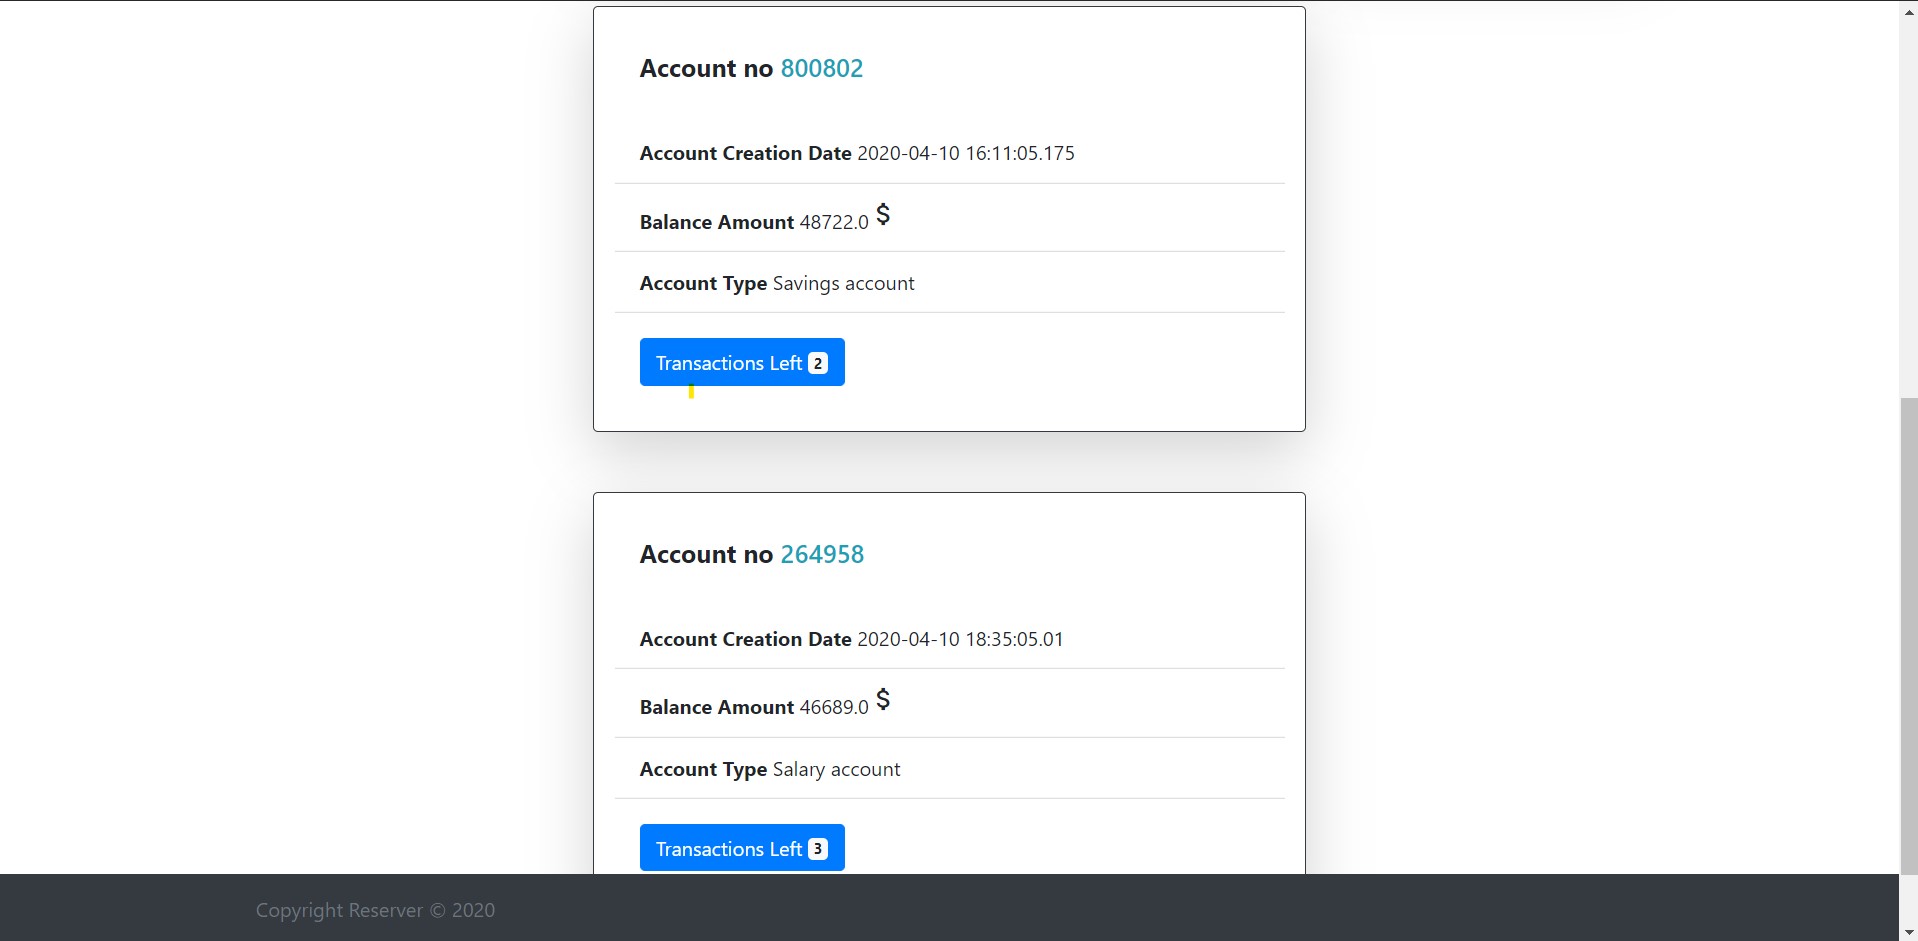 Account no 800802
Account Creation Date 2020-04-10 16:11:05.175
Balance Amount 48722.0 $
Account Type Savings account
Transactions Left 2
Account no 264958
Account Creation Date 2020-04-10 18:35:05.01
Balance Amount 46689.0 $
Account Type Salary account
Transactions Left 3
Copyright Reserver © 2020